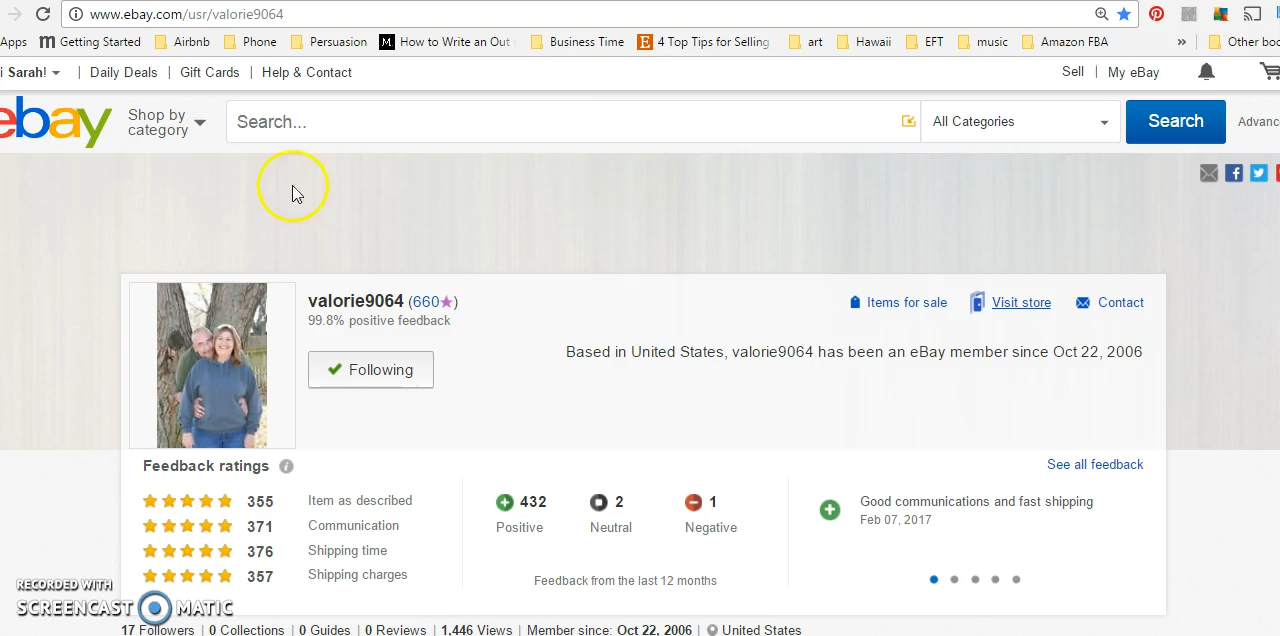 www.ebay.com/usr/valorie9064
Apps Getting Started Airbnb Phone Persuasion M. How to Write an Out Business Time E 4 Top Tips for Selling art Hawaii EFT music Amazon FBA » Other boo
i Sarah! | Daily Deals | Gift Cards | Help & Contact Sell | My eBay
ebay Shop by category Search... All Categories Search Advanc
valorie9064 (660) Items for sale Visit store Contact
99.8% positive feedback
Based in United States, valorie9064 has been an eBay member since Oct 22, 2006
Following
Feedback ratings See all feedback
355 Item as described 432 2 1 Good communications and fast shipping
371 Communication Positive Neutral Negative Feb 07, 2017
376 Shipping time
357 Shipping charges Feedback from the last 12 months
RECORDED WITH
SCREENCAST MATIC
17 Followers | 0 Collections | 0 Guides | 0 Reviews | 1,446 Views | Member since: Oct 22, 2006 | United States